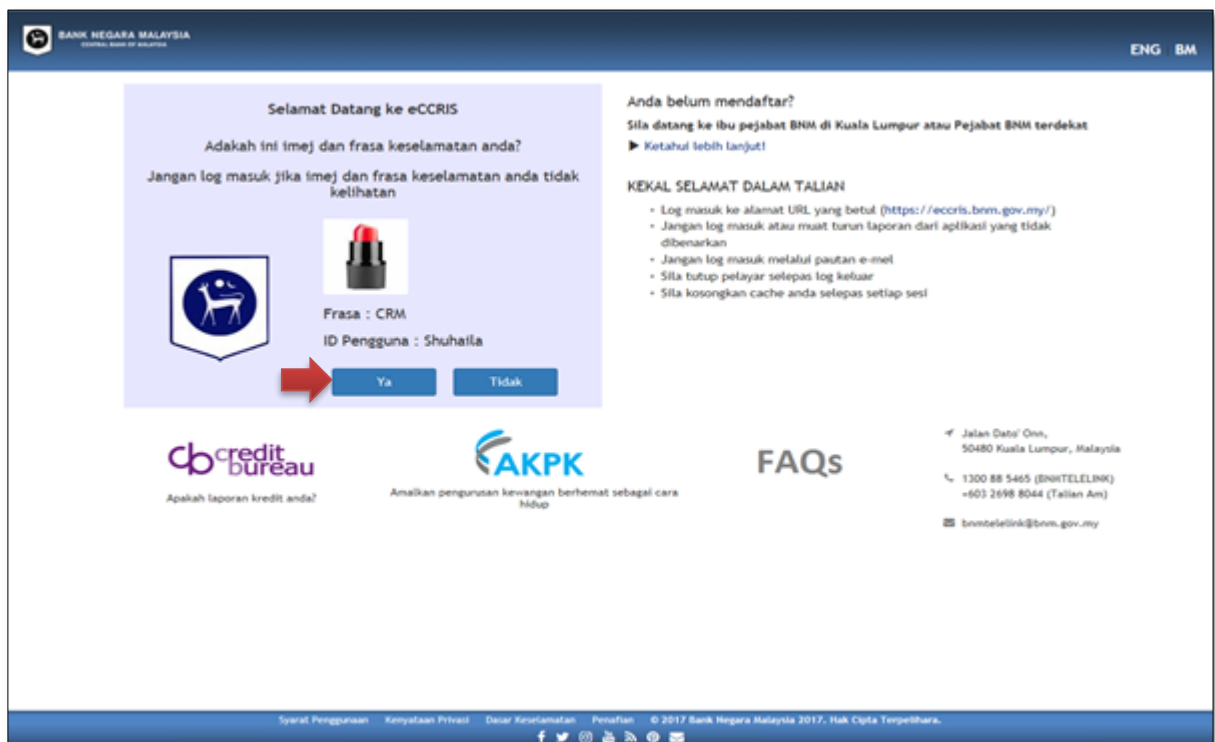 BANK NEGARA MALAYSIA
CENTRAL BANK OF MALAYSIA
ENG BM
Selamat Datang ke eCCRIS
Adakah ini imej dan frasa keselamatan anda?
Jangan log masuk jika imej dan frasa keselamatan anda tidak
kelihatan
Frasa : CRM
ID Pengguna : Shuhaila
Ya Tidak
Anda belum mendaftar?
Sila datang ke ibu pejabat BNM di Kuala Lumpur atau Pejabat BNM terdekat
Ketahui lebih lanjut!
KEKAL SELAMAT DALAM TALIAN
Log masuk ke alamat URL yang betul (https://eccris.bnm.gov.my/)
Jangan log masuk atau muat turun laporan dari aplikasi yang tidak
dibenarkan
Jangan log masuk melalui pautan e-mel
Sila tutup pelayar selepas log keluar
Sila kosongkan cache anda selepas setiap sesi
cb credit
bureau
Apakah laporan kredit anda?
AKPK
Amalkan pengurusan kewangan berhemat sebagai cara
hidup
FAQs
Jalan Dato' Onn,
50480 Kuala Lumpur, Malaysia
1300 88 5465 (BNMTELELINK)
+603 2698 8044 (Talian Am)
bnmtelelink@bnm.gov.my
Syarat Penggunaan Kenyataan Privasi Dasar Keselamatan Penafian © 2017 Bank Negara Malaysia 2017. Hak Cipta Terpelihara.